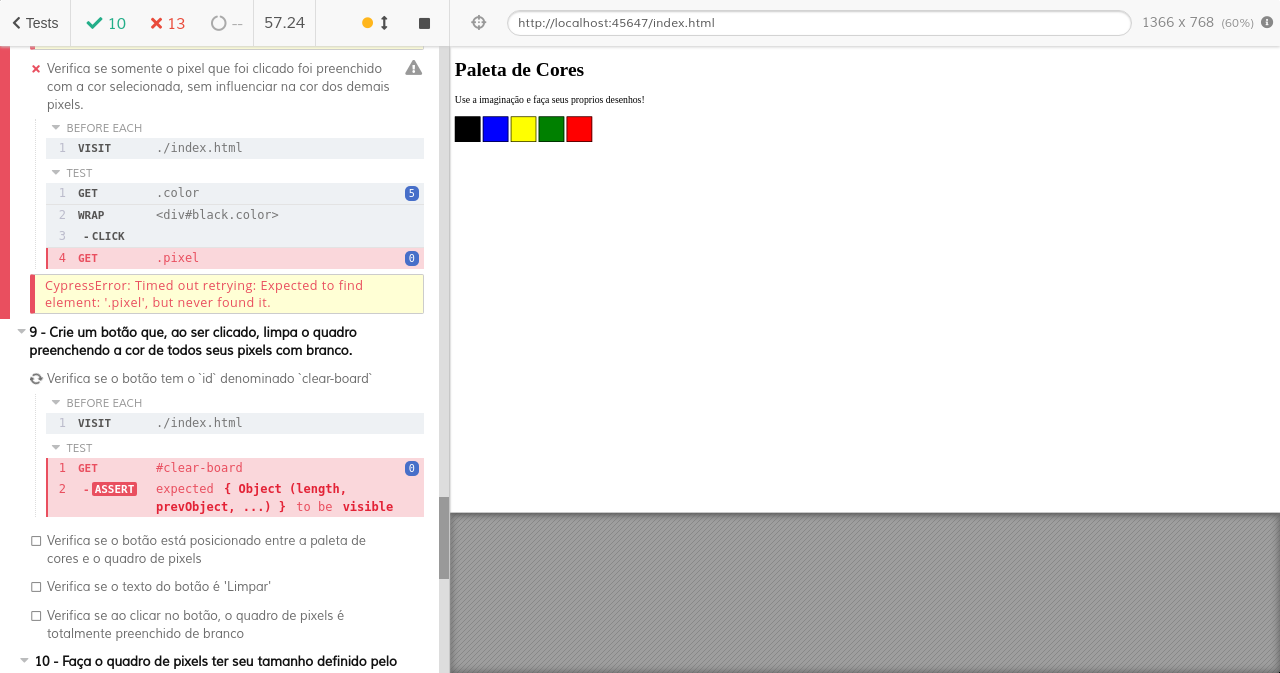 Tests 10 13 -- 57.24 http://localhost:45647/index.html 1366 x 768 (60%)
Verifica se somente o pixel que foi clicado foi preenchido
com a cor selecionada, sem influenciar na cor dos demais
pixels.
BEFORE EACH
1 VISIT ./index.html
TEST
1 GET .color 5
2 WRAP <div#black.color>
3 -CLICK
4 GET .pixel 0
CypressError: Timed out retrying: Expected to find
element: '.pixel', but never found it.
9 - Crie um botão que, ao ser clicado, limpa o quadro
preenchendo a cor de todos seus pixels com branco.
Verifica se o botão tem o `id` denominado `clear-board`
BEFORE EACH
1 VISIT ./index.html
TEST
1 GET #clear-board 0
2 -ASSERT expected { Object (length,
prevObject, ...) } to be visible
Verifica se o botão está posicionado entre a paleta de
cores e o quadro de pixels
Verifica se o texto do botão é 'Limpar'
Verifica se ao clicar no botão, o quadro de pixels é
totalmente preenchido de branco
10 - Faça o quadro de pixels ter seu tamanho definido pelo
Paleta de Cores
Use a imaginação e faça seus proprios desenhos!